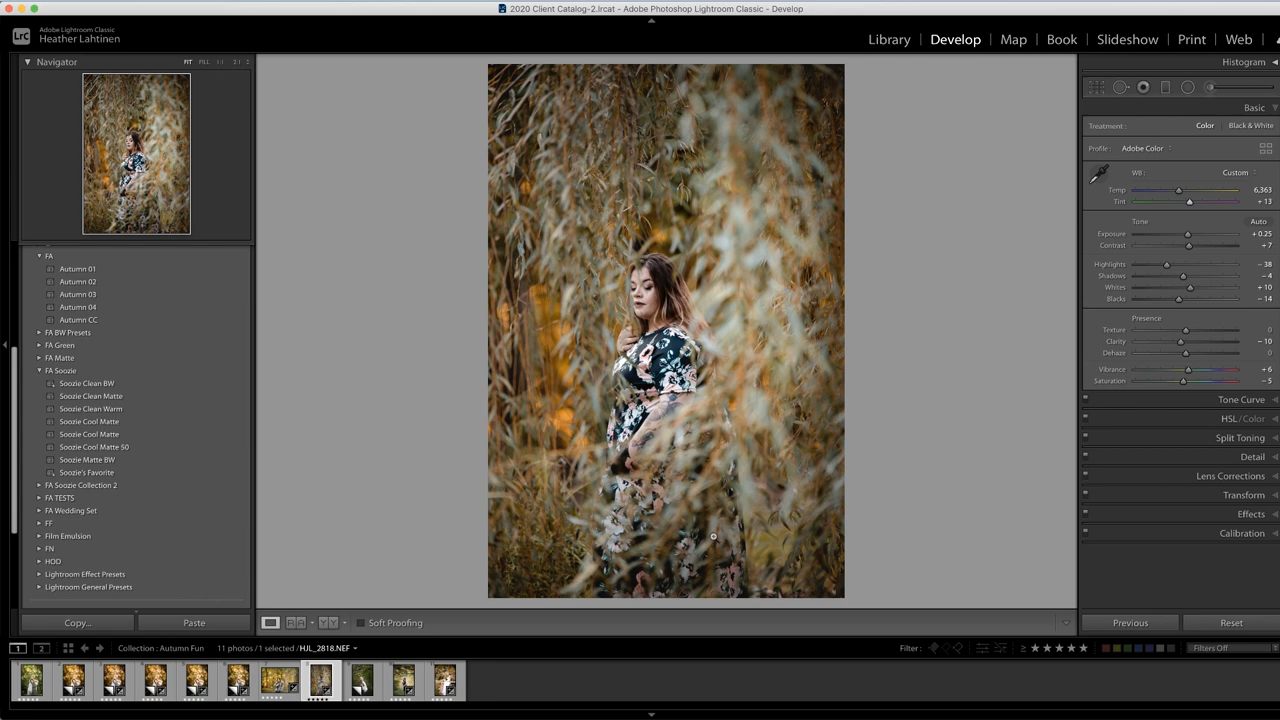 2020 Client Catalog-2.lrcat - Adobe Photoshop Lightroom Classic - Develop
LrC
Adobe Lightroom Classic
Heather Lahtinen
Library | Develop | Map | Book | Slideshow | Print | Web
Navigator FIT FILL 1:1 2:1
FA
Autumn 01
Autumn 02
Autumn 03
Autumn 04
Autumn CC
FA BW Presets
FA Green
FA Matte
FA Soozie
Soozie Clean BW
Soozie Clean Matte
Soozie Clean Warm
Soozie Cool Matte
Soozie Cool Matte
Soozie Cool Matte 50
Soozie Matte BW
Soozie's Favorite
FA Soozie Collection 2
FA TESTS
FA Wedding Set
FF
Film Emulsion
FN
HOD
Lightroom Effect Presets
Lightroom General Presets
Copy... Paste
Soft Proofing
Histogram
Basic
Treatment : Color Black & White
Profile : Adobe Color
WB : Custom
Temp 6,363
Tint + 13
Tone Auto
Exposure + 0.25
Contrast + 7
Highlights – 38
Shadows – 4
Whites + 10
Blacks – 14
Presence
Texture 0
Clarity – 10
Dehaze 0
Vibrance + 6
Saturation – 5
Tone Curve
HSL / Color
Split Toning
Detail
Lens Corrections
Transform
Effects
Calibration
Previous Reset
1 2 Collection : Autumn Fun 11 photos / 1 selected / HJL_2818.NEF Filter : ≥ ★★★★★ Filters Off